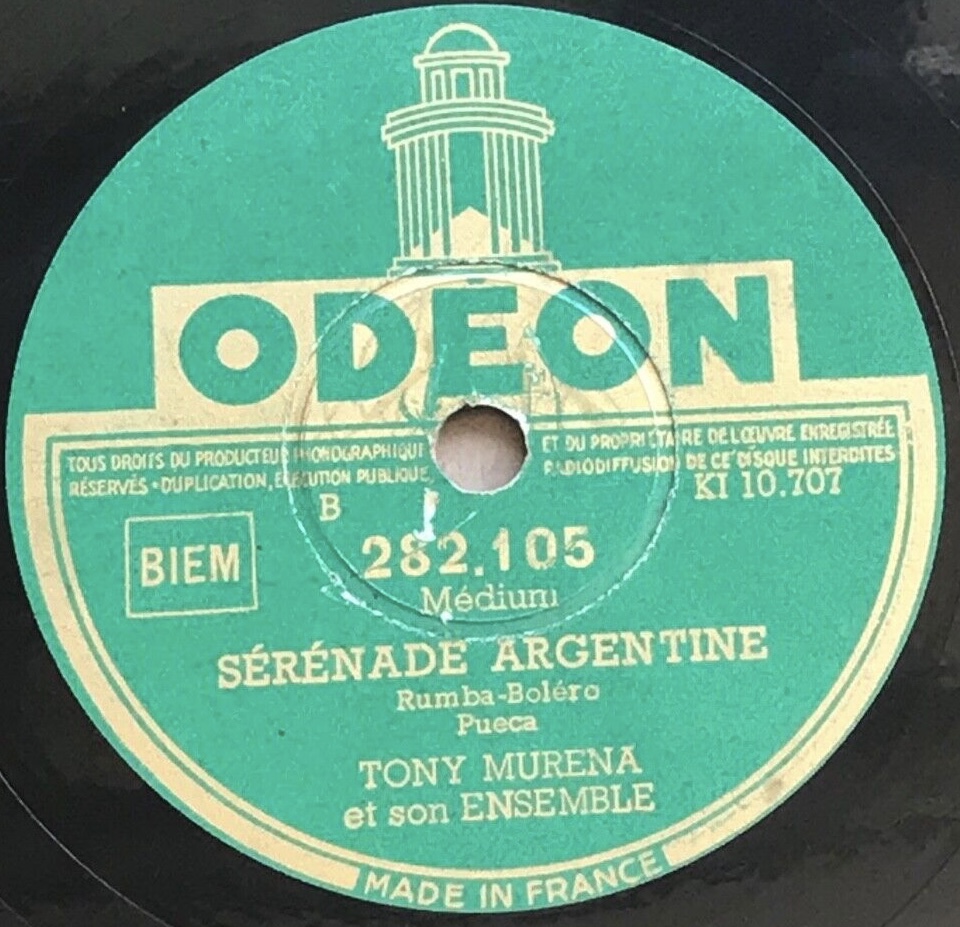 ODÉON
TOUS DROITS DU PRODUCTEUR PHONOGRAPHIQUE ET DU PROPRIÉTAIRE DE L'ŒUVRE ENREGISTRÉE
RÉSERVÉS • DUPLICATION, EXÉCUTION PUBLIQUE, RADIODIFFUSION DE CE DISQUE INTERDITES
KI 10.707
B
BIEM
282.105
Médium
SÉRÉNADE ARGENTINE
Rumba-Boléro
Pueca
TONY MURENA
et son ENSEMBLE
MADE IN FRANCE